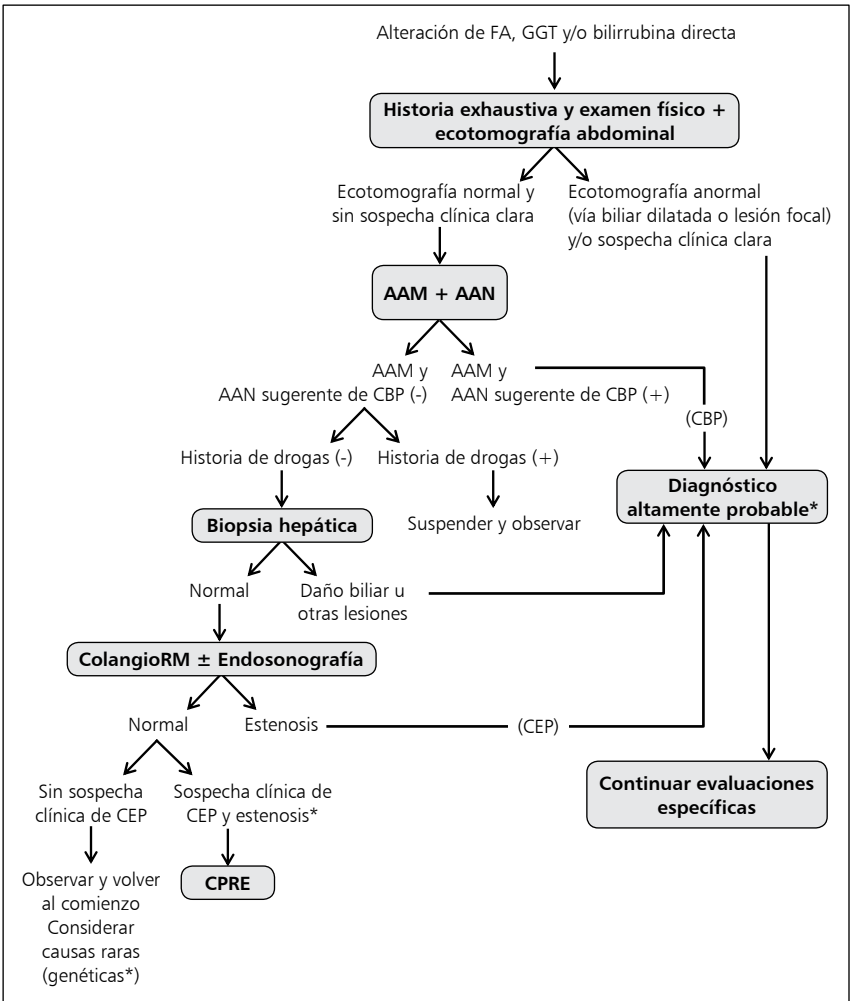 Alteración de FA, GGT y/o bilirrubina directa
Historia exhaustiva y examen físico +
ecotomografía abdominal
Ecotomografía normal y
sin sospecha clínica clara
Ecotomografía anormal
(vía biliar dilatada o lesión focal)
y/o sospecha clínica clara
AAM + AAN
AAM y
AAN sugerente de CBP (-)
AAM y
AAN sugerente de CBP (+)
(CBP)
Historia de drogas (-)
Historia de drogas (+)
Diagnóstico
altamente probable*
Biopsia hepática
Suspender y observar
Normal
Daño biliar u
otras lesiones
ColangioRM ± Endosonografía
Normal
Estenosis
(CEP)
Sin sospecha
clínica de CEP
Sospecha clínica de
CEP y estenosis*
Continuar evaluaciones
específicas
Observar y volver
al comienzo
Considerar
causas raras
(genéticas*)
CPRE